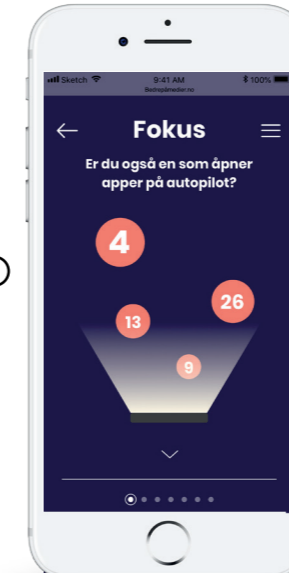 Sketch 9:41 AM 100%
Bedrepåmøder.no
Fokus
Er du også en som åpner
apper på autopilot?
4
26
13
9